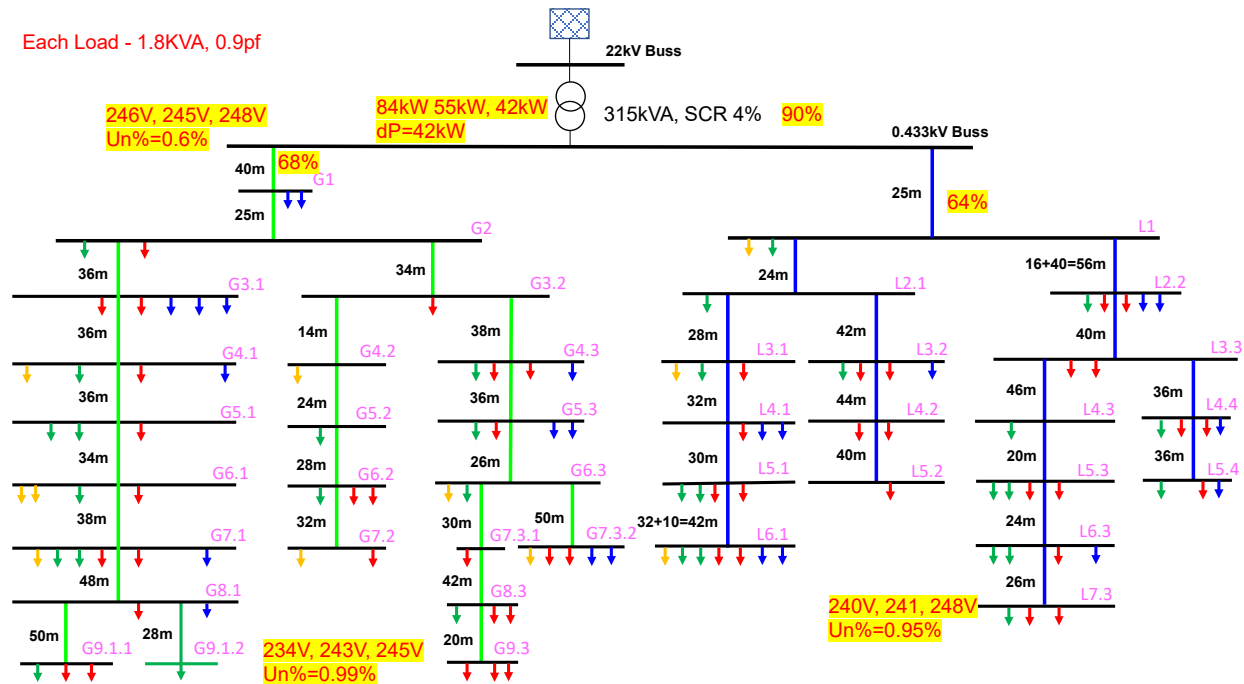 Each Load - 1.8KVA, 0.9pf
22kV Buss
246V, 245V, 248V
Un%=0.6%
84kW 55kW, 42kW
dP=42kW
315kVA, SCR 4%
90%
0.433kV Buss
40m
68%
G1
25m
25m
64%
G2
L1
36m
34m
24m
16+40=56m
G3.1
G3.2
L2.1
L2.2
36m
14m
38m
28m
42m
40m
G4.1
G4.2
G4.3
L3.1
L3.2
L3.3
36m
24m
36m
32m
44m
46m
36m
G5.1
G5.2
G5.3
L4.1
L4.2
L4.3
L4.4
34m
28m
26m
30m
40m
20m
36m
G6.1
G6.2
G6.3
L5.1
L5.2
L5.3
L5.4
38m
32m
30m
50m
32+10=42m
24m
G7.1
G7.2
G7.3.1
G7.3.2
L6.1
L6.3
48m
42m
26m
G8.1
G8.3
L7.3
50m
28m
20m
G9.1.1
G9.1.2
G9.3
234V, 243V, 245V
Un%=0.99%
240V, 241, 248V
Un%=0.95%